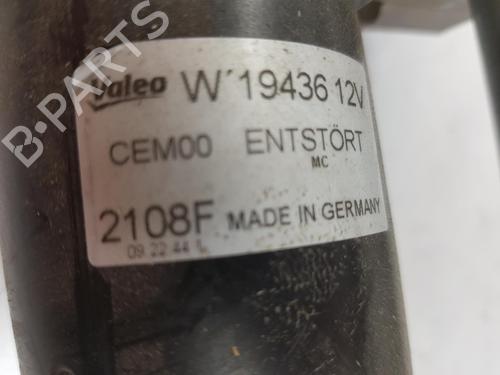 B-PARTS
Valeo W'19436 12V
CEM00 ENTSTÖRT
MC
2108F MADE IN GERMANY
09 22:44 L